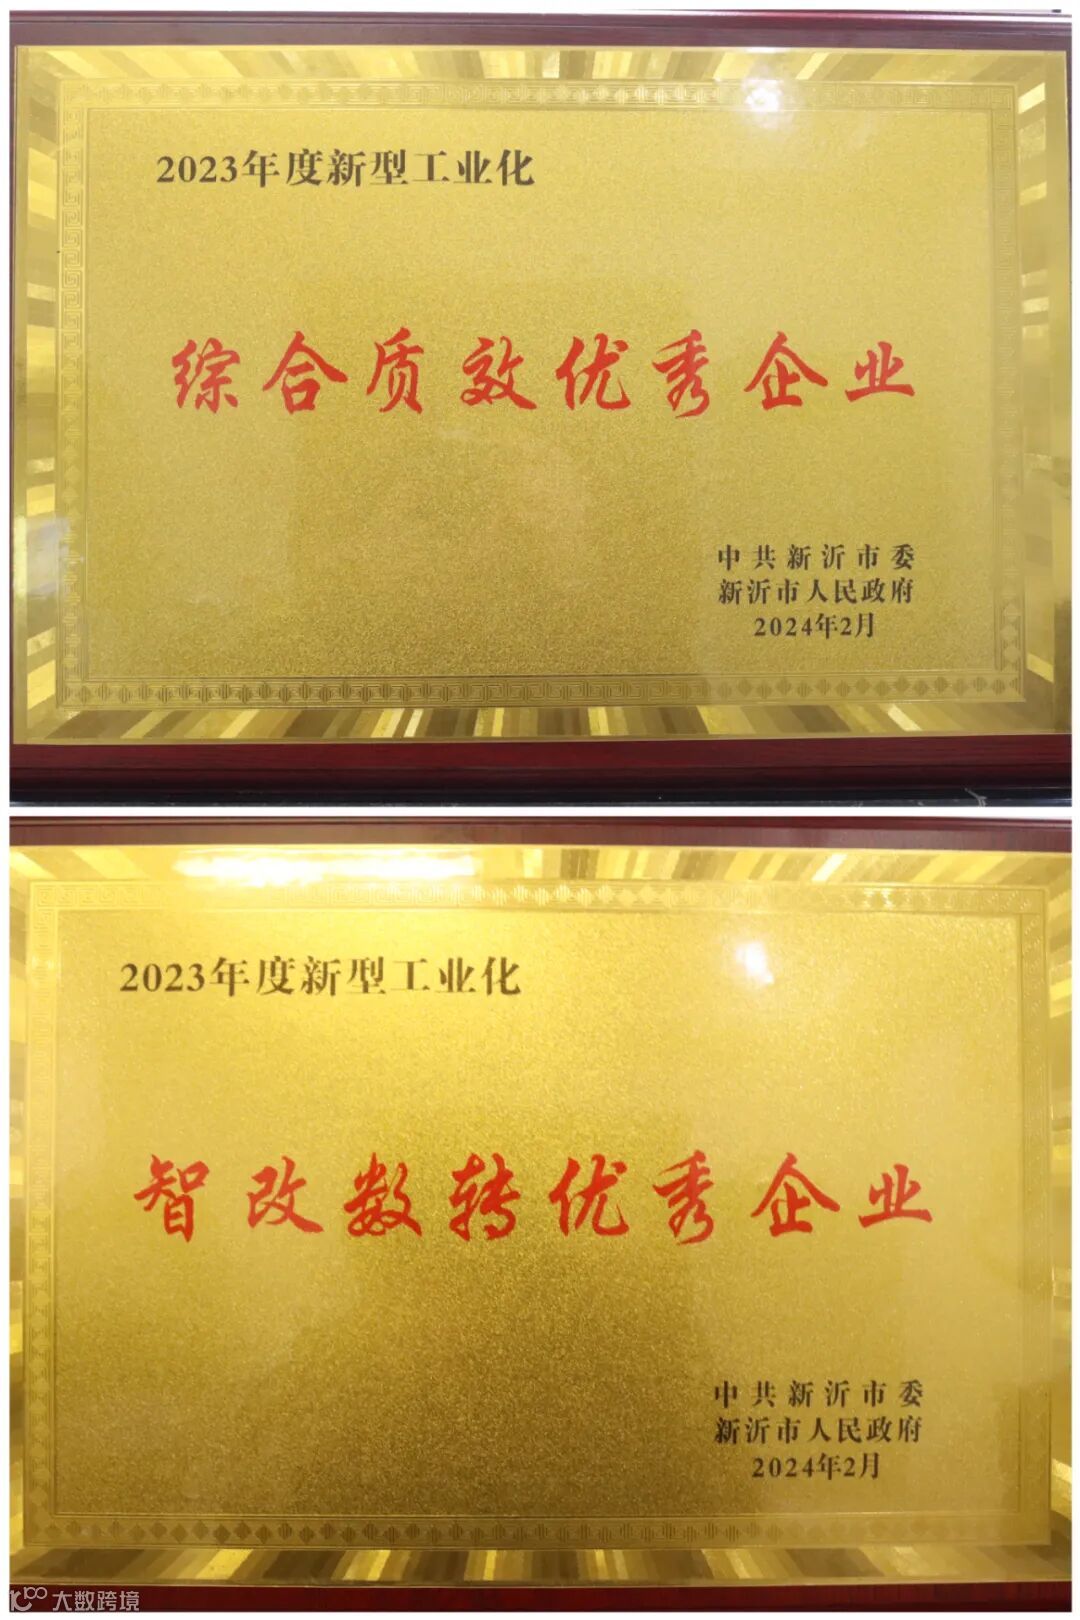 2023年度新型工业化
综合质效优秀企业
中共新沂市委
新沂市人民政府
2024年2月
2023年度新型工业化
智改数转优秀企业
中共新沂市委
新沂市人民政府
2024年2月
大数跨境